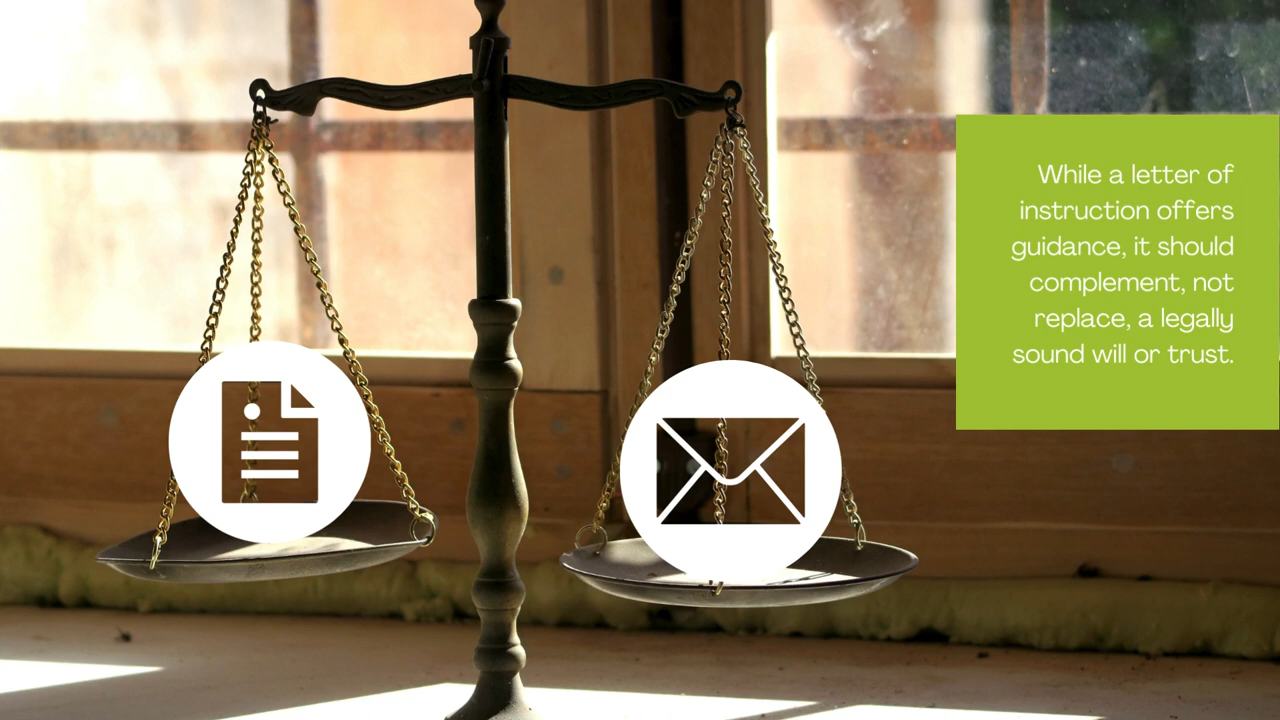 While a letter of
instruction offers
guidance, it should
complement, not
replace, a legally
sound will or trust.